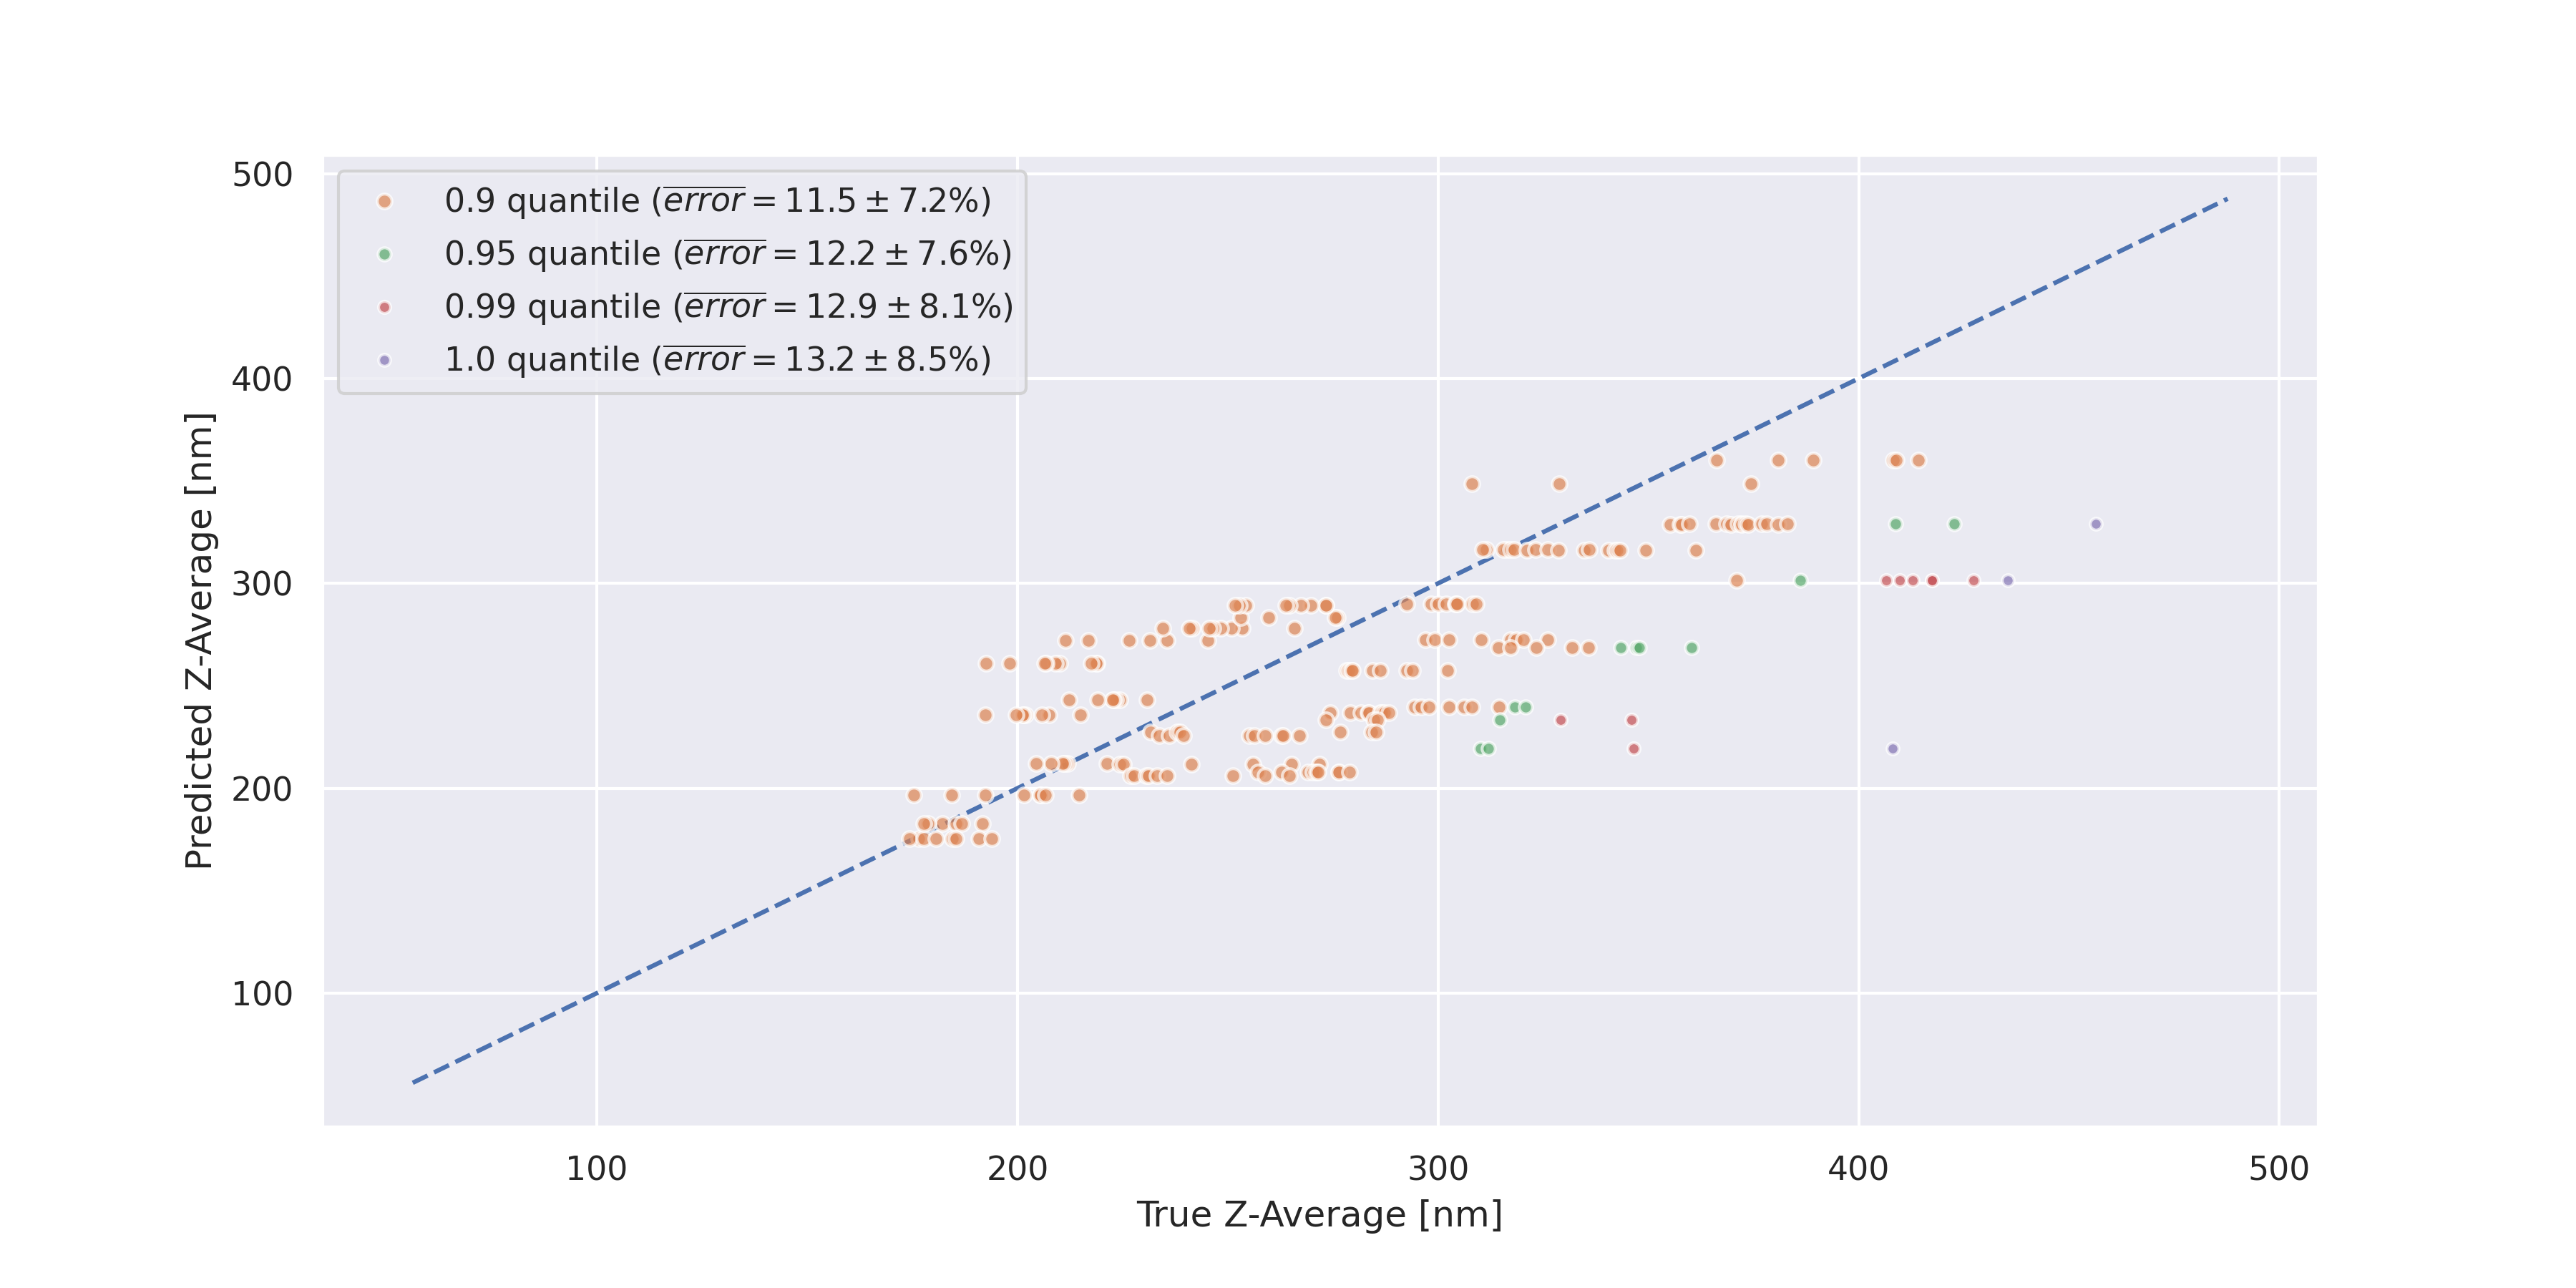 500
400
300
200
100
Predicted Z-Average [nm]
0.9 quantile (error = 11.5 ± 7.2%)
0.95 quantile (error = 12.2 ± 7.6%)
0.99 quantile (error = 12.9 ± 8.1%)
1.0 quantile (error = 13.2 ± 8.5%)
100 200 300 400 500
True Z-Average [nm]